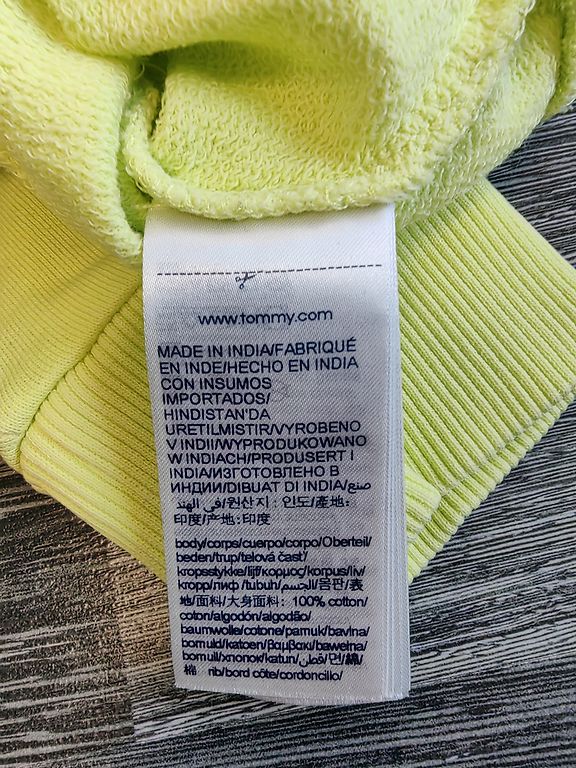 www.tommy.com
MADE IN INDIA/FABRIQUÉ
EN INDE/HECHO EN INDIA
CON INSUMOS
IMPORTADOS/
HINDISTAN'DA
URETILMISTIR/VYROBENO
V INDII/WYPRODUKOWANO
W INDIACH/PRODSERT I
INDIA/ИЗГОТОВЛЕНО В
ИНДИИ/DIBUAT DI INDIA/صنع
في الهند/원산지 : 인도/產地:
印度/产地:印度
body/corps/cuerpo/corpo/Oberteil/
beden/trup/telová časť/
kropsstykke/lijf/κορμος/korpus/liv/
kropp/лиф /tubuh/الجسم/몸판/表
地/面料/大身面料: 100% cotton/
coton/algodón/algodão/
baumwolle/cotone/pamuk/bavlna/
bomuld/katoen/βαμβακι/bawełna/
bomull/хлопок/katun/قطن/면/綿/
棉 rib/bord côte/cordoncillo/